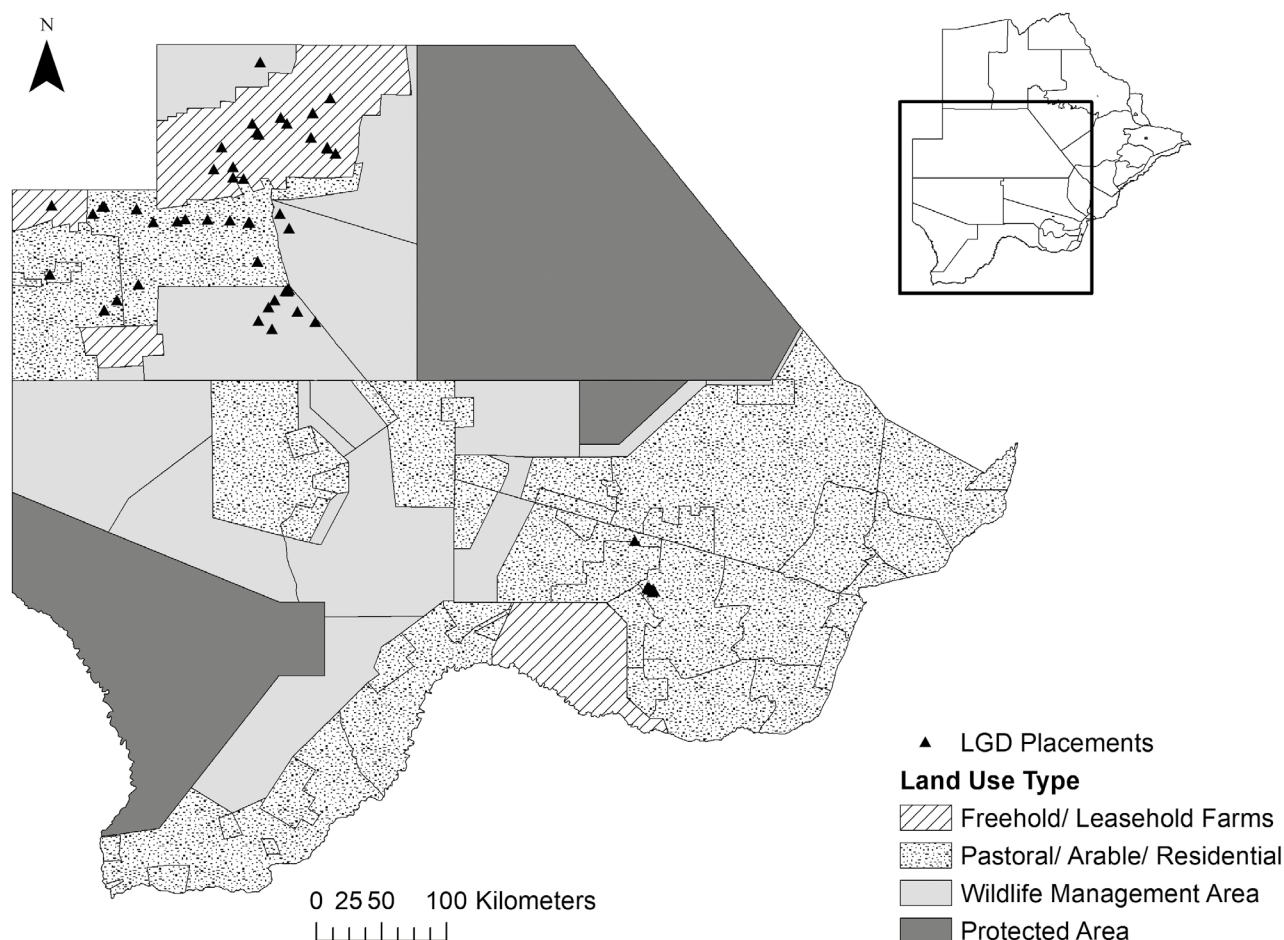 N
LGD Placements
Land Use Type
Freehold/ Leasehold Farms
Pastoral/ Arable/ Residential
Wildlife Management Area
Protected Area
0 25 50 100 Kilometers